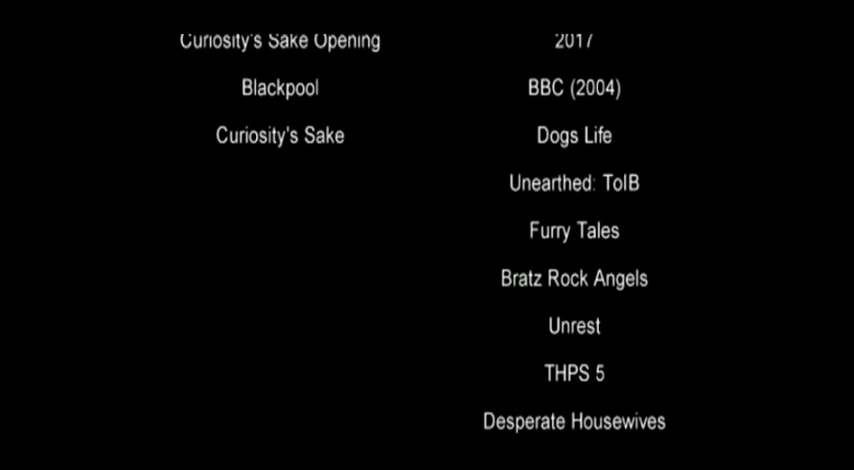 Curiosity's Sake Opening 2017
Blackpool BBC (2004)
Curiosity's Sake Dogs Life
Unearthed: ToIB
Furry Tales
Bratz Rock Angels
Unrest
THPS 5
Desperate Housewives